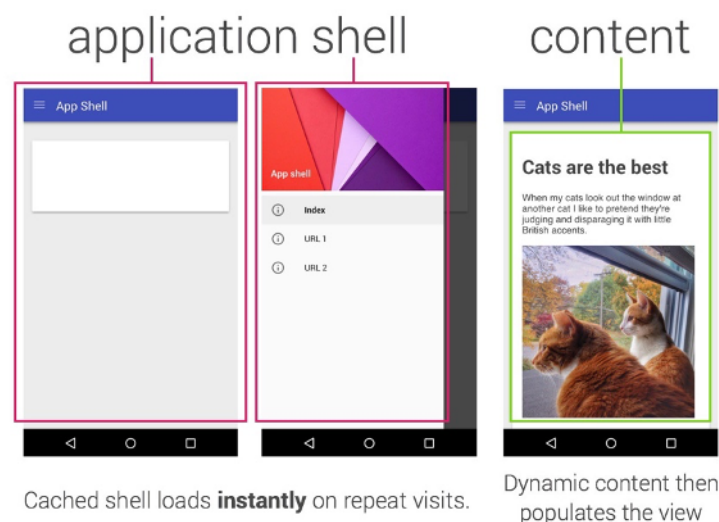 application shell
content
App Shell
App shell
Index
URL 1
URL 2
App Shell
Cats are the best
When my cats look out the window at
another cat I like to pretend they're
judging and disparaging it with little
British accents.
Cached shell loads instantly on repeat visits.
Dynamic content then
populates the view